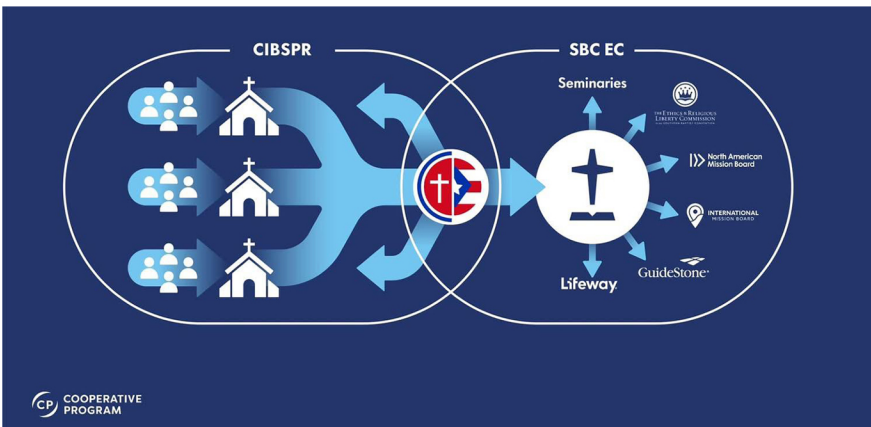 CIBSPR
SBC EC
Seminaries
THE ETHICS & RELIGIOUS
LIBERTY COMMISSION
North American
Mission Board
INTERNATIONAL
MISSION BOARD
GuideStone
Lifeway
CP
COOPERATIVE
PROGRAM